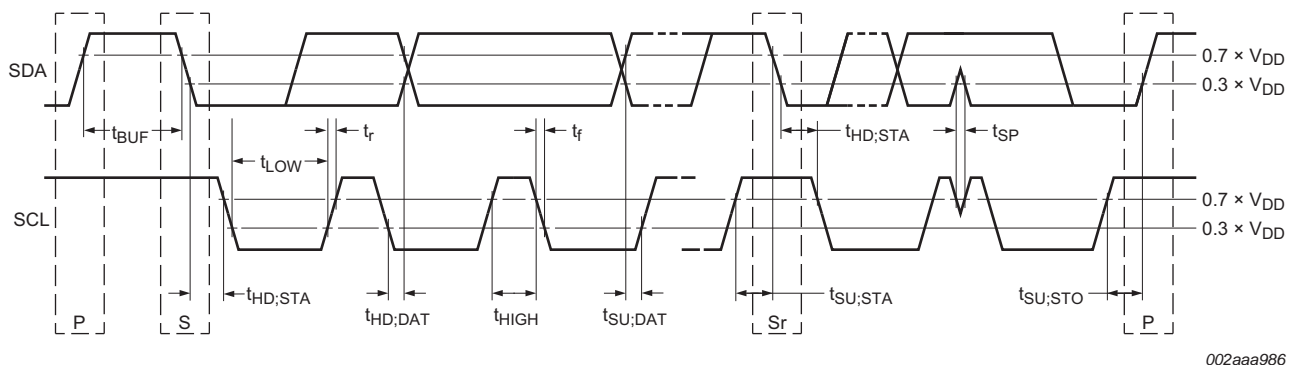 SDA
0.7 × VDD
0.3 × VDD
tBUF
tLOW
tr
tf
tHD;STA
tSP
SCL
0.7 × VDD
0.3 × VDD
tHD;STA
tHD;DAT
tHIGH
tSU;DAT
tSU;STA
tSU;STO
P
S
Sr
P
002aaa986